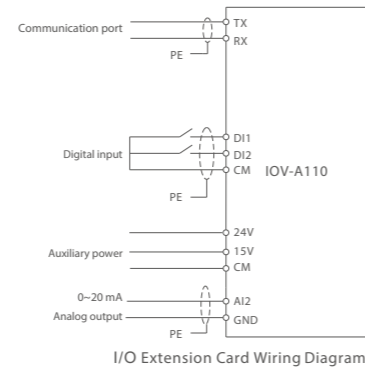 Communication port
TX
RX
PE
Digital input
DI1
DI2
CM
IOV-A110
PE
Auxiliary power
24V
15V
CM
0~20 mA
Analog output
AI2
GND
PE
I/O Extension Card Wiring Diagram